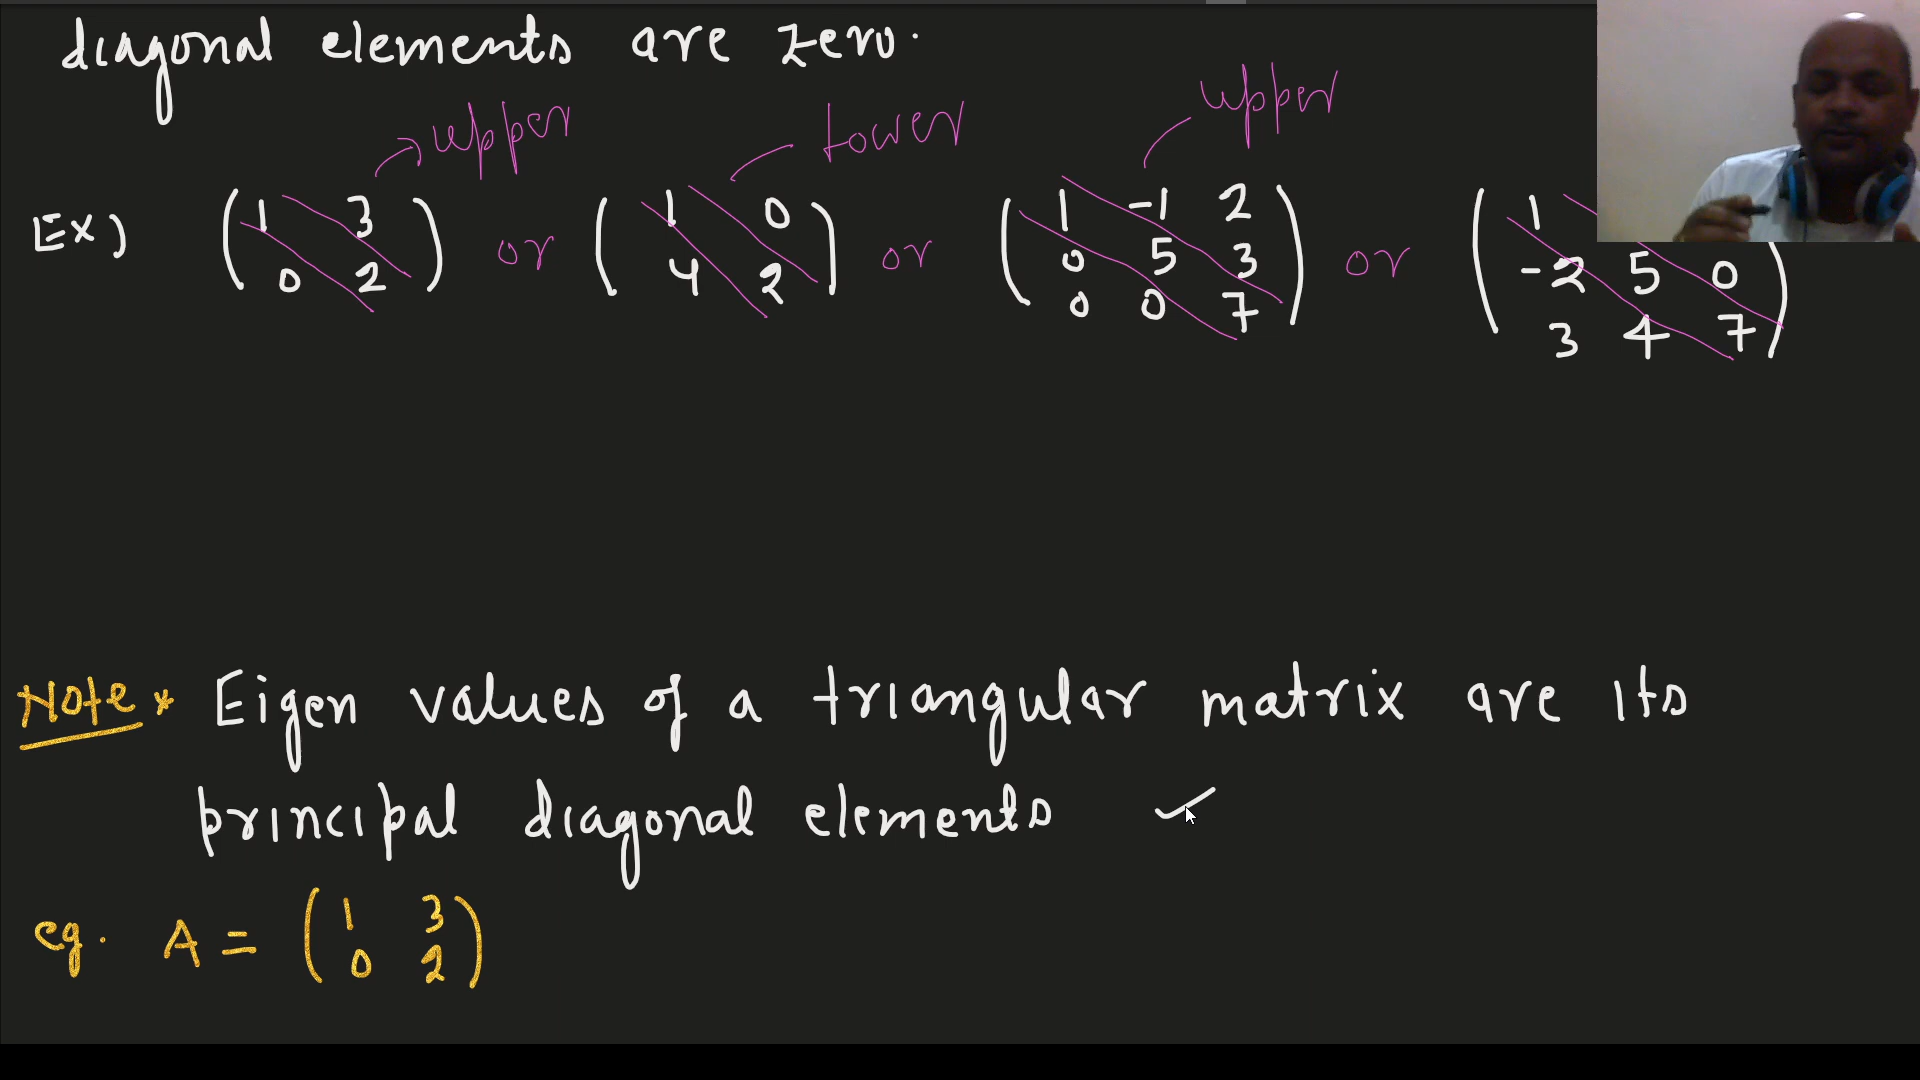 diagonal elements are zero.
upper lower upper
Ex) (1 3 or (1 0 or (1 -1 2 or (1
0 2) 4 2) 0 5 3 -2 5 0
0 0 7) 3 4 7)
Note * Eigen values of a triangular matrix are its
principal diagonal elements ✓
eg. A = (1 3
0 2)